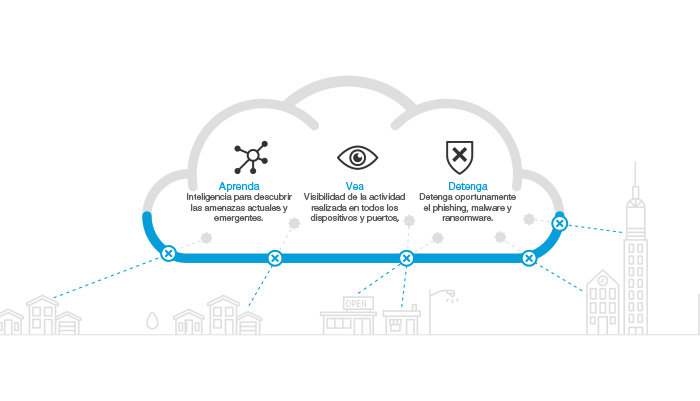 Aprenda
Inteligencia para descubrir
las amenazas actuales y
emergentes.
Vea
Visibilidad de la actividad
realizada en todos los
dispositivos y puertos,
Detenga
Detenga oportunamente
el phishing, malware y
ransomware.
OPEN